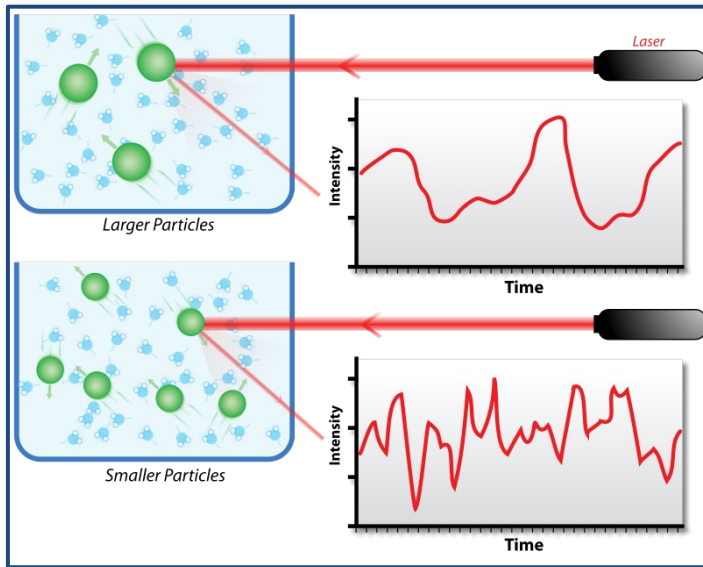 Laser
Intensity
Time
Larger Particles
Intensity
Time
Smaller Particles